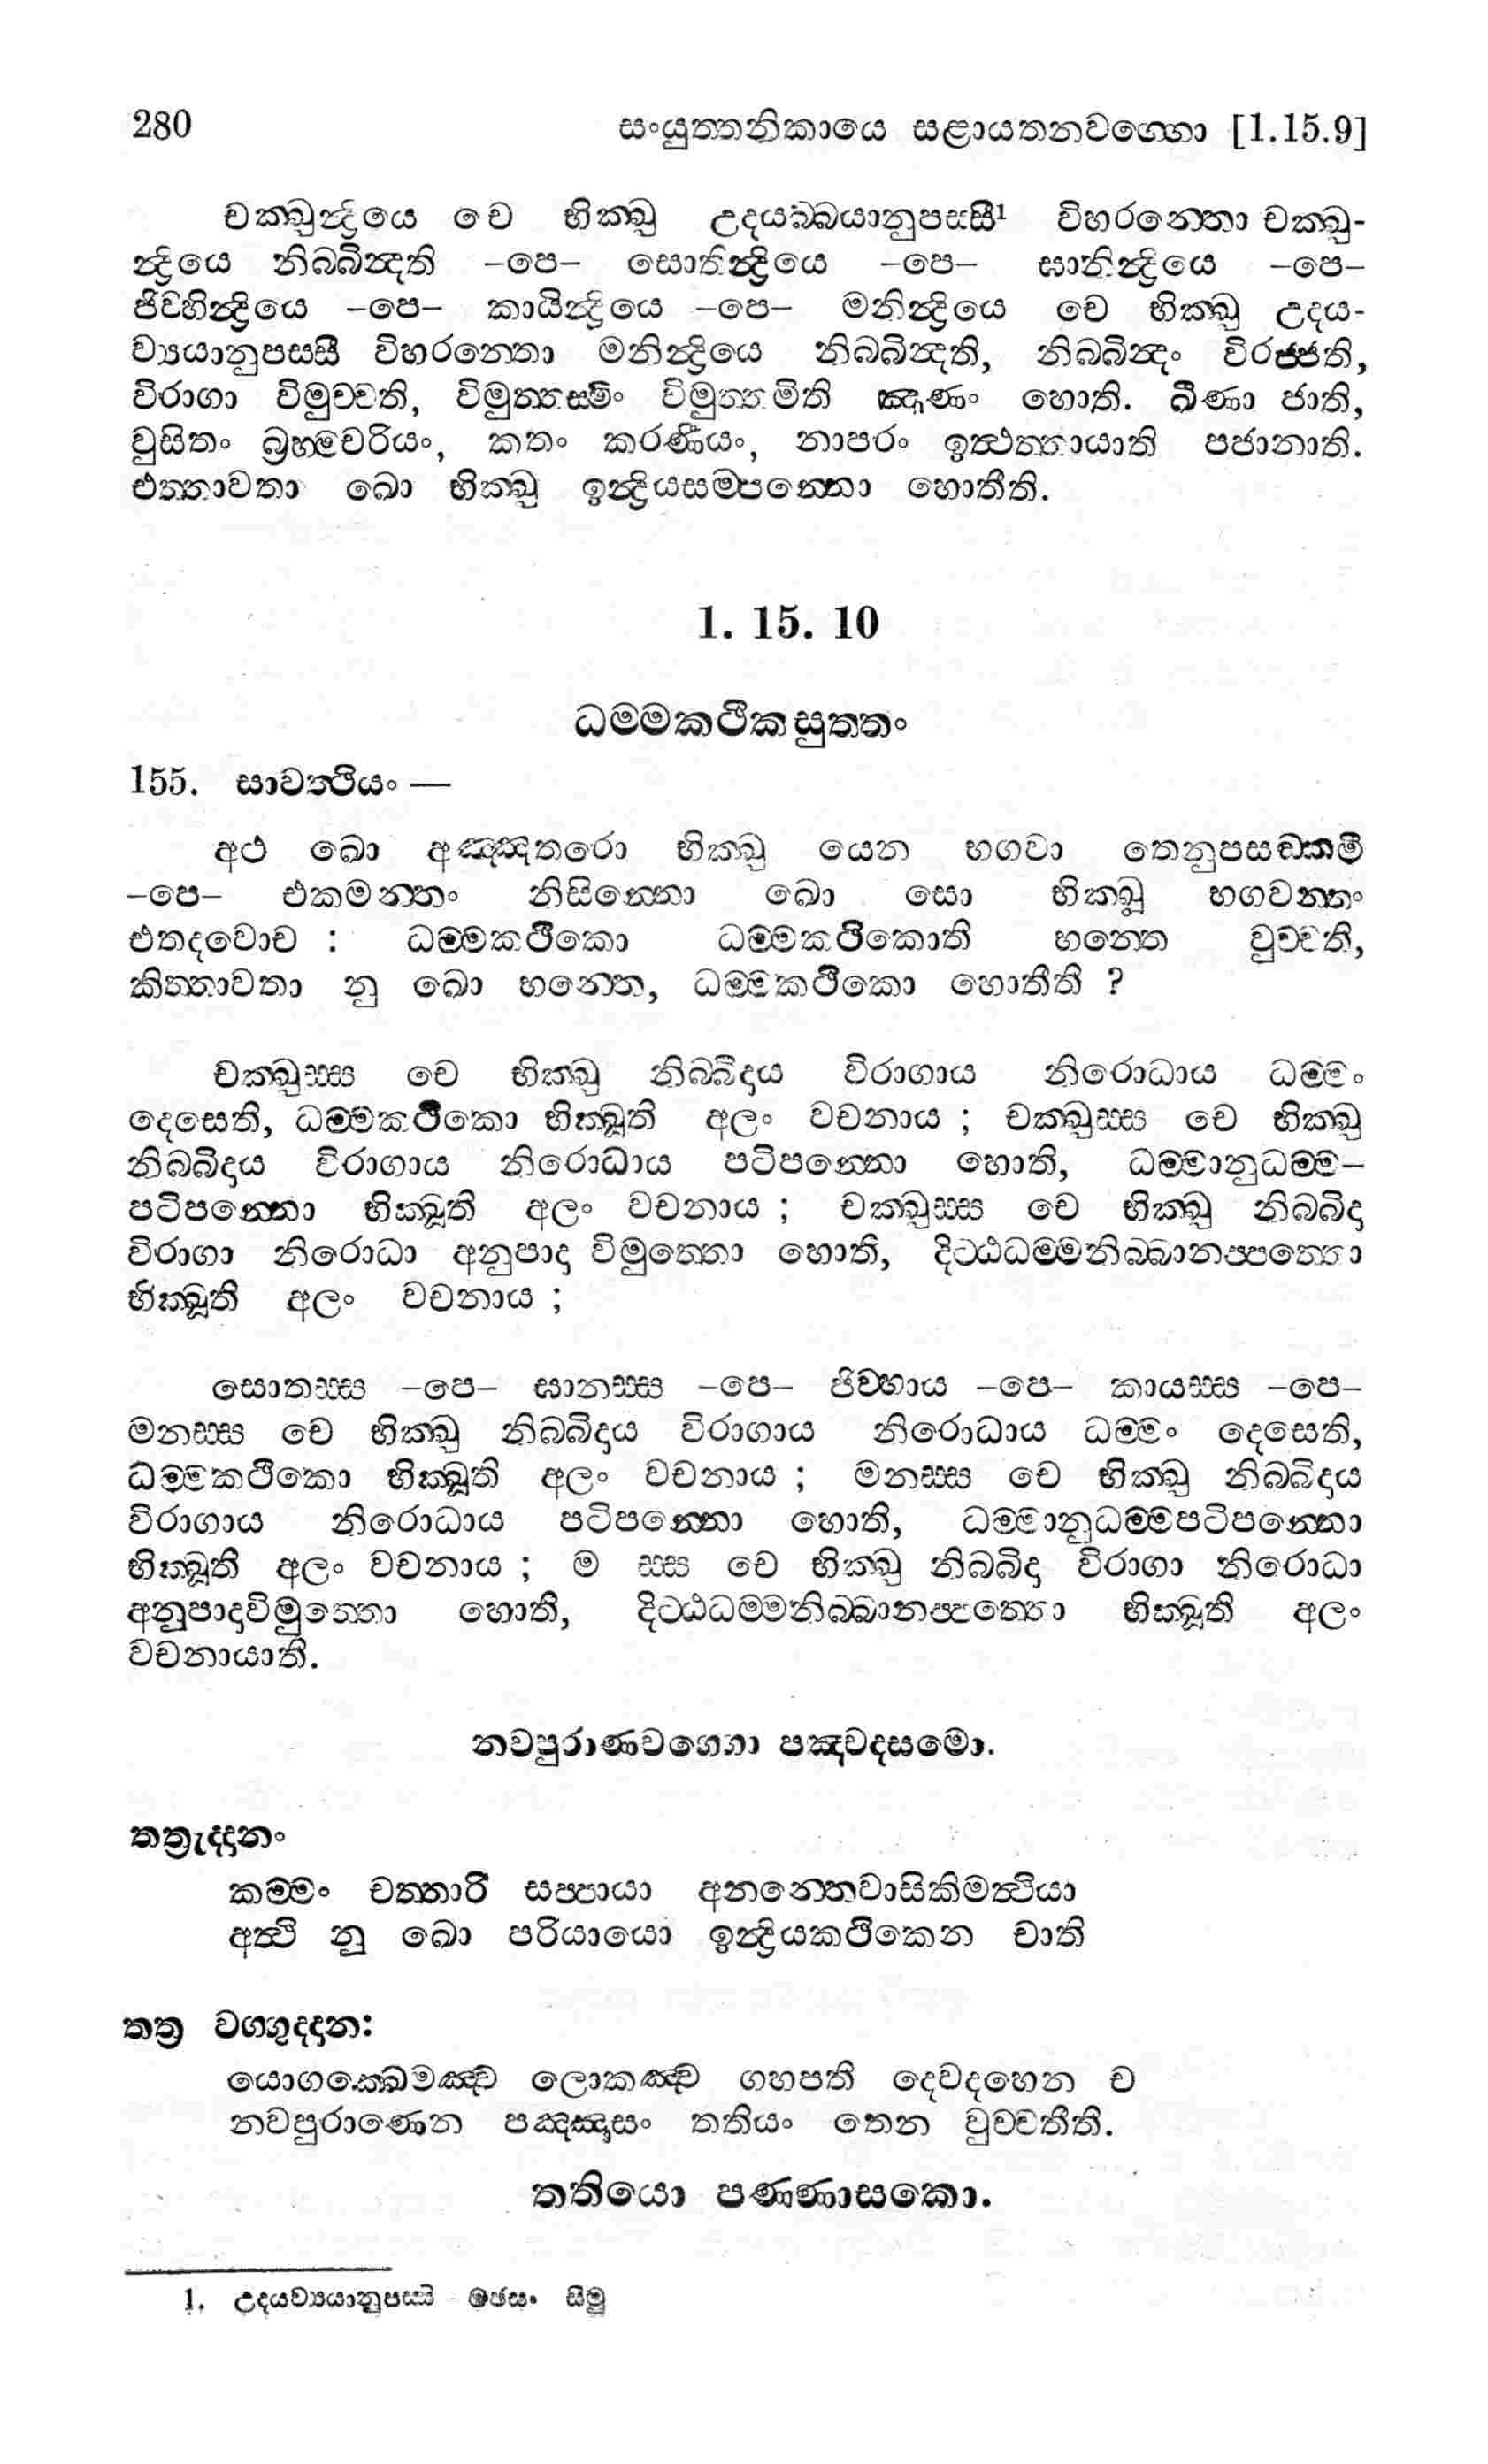 280 සංයුත්තනිකායෙ සළායතනවග්ගො [1.15.9]
චක්ඛුන්ද්‍රියෙ චෙ භික්ඛු උදයබ්බයානුපස්සී¹ විහරන්තො චක්ඛු-
න්ද්‍රියෙ නිබ්බින්දති –පෙ– සොතින්ද්‍රියෙ –පෙ– ඝානින්ද්‍රියෙ –පෙ–
ජිව්හින්ද්‍රියෙ –පෙ– කායින්ද්‍රියෙ –පෙ– මනින්ද්‍රියෙ චෙ භික්ඛු උදය-
ව්‍යයානුපස්සී විහරන්තො මනින්ද්‍රියෙ නිබ්බින්දති, නිබ්බින්දං විරජ්ජති,
විරාගා විමුච්චති, විමුත්තස්මිං විමුත්තමිති ඤාණං හොති. ඛීණා ජාති,
වුසිතං බ්‍රහ්මචරියං, කතං කරණීයං, නාපරං ඉත්ථත්තායාති පජානාති.
එත්තාවතා ඛො භික්ඛු ඉන්ද්‍රියසම්පන්නො හොතීති.
1. 15. 10
ධම්මකථිකසුත්තං
155. සාවත්ථියං —
අථ ඛො අඤ්ඤතරො භික්ඛු යෙන භගවා තෙනුපසඞ්කමි
–පෙ– එකමන්තං නිසින්නො ඛො සො භික්ඛූ භගවන්තං
එතදවොච : ධම්මකථිකො ධම්මකථිකොති භන්තෙ වුච්චති,
කිත්තාවතා නු ඛො භන්තෙ, ධම්මකථිකො හොතීති ?
චක්ඛුස්ස චෙ භික්ඛු නිබ්බිදාය විරාගාය නිරොධාය ධම්මං
දෙසෙති, ධම්මකථිකො භික්ඛූති අලං වචනාය ; චක්ඛුස්ස චෙ භික්ඛු
නිබ්බිදාය විරාගාය නිරොධාය පටිපන්නො හොති, ධම්මානුධම්ම–
පටිපන්නො භික්ඛූති අලං වචනාය ; චක්ඛුස්ස චෙ භික්ඛු නිබ්බිදා
විරාගා නිරොධා අනුපාදා විමුත්තො හොති, දිට්ඨධම්මනිබ්බානප්පත්තො
භික්ඛූති අලං වචනාය ;
සොතස්ස –පෙ– ඝානස්ස –පෙ– ජිව්හාය –පෙ– කායස්ස –පෙ–
මනස්ස චෙ භික්ඛු නිබ්බිදාය විරාගාය නිරොධාය ධම්මං දෙසෙති,
ධම්මකථිකො භික්ඛූති අලං වචනාය ; මනස්ස චෙ භික්ඛු නිබ්බිදාය
විරාගාය නිරොධාය පටිපන්නො හොති, ධම්මානුධම්මපටිපන්නො
භික්ඛූති අලං වචනාය ; ම ස්ස චෙ භික්ඛු නිබ්බිදා විරාගා නිරොධා
අනුපාදාවිමුත්තො හොති, දිට්ඨධම්මනිබ්බානප්පත්තො භික්ඛූති අලං
වචනායාති.
නවපුරාණවග්ගො පඤ්චදසමො.
තත්‍රුද්දානං
කම්මං චත්තාරි සප්පායා අනන්තෙවාසිකිමත්ථියා
අත්ථි නු ඛො පරියායො ඉන්ද්‍රියකථිකෙන චාති
තත්‍ර වග්ගුද්දාන:
යොගක්ඛෙමඤ්ච ලොකඤ්ච ගහපති දෙවදහෙන ච
නවපුරාණෙන පඤ්ඤාසං තතියං තෙන වුච්චතීති.
තතියො පණ්ණාසකො.
1. උදයව්‍යයානුපස්සී - මජසං සීමු